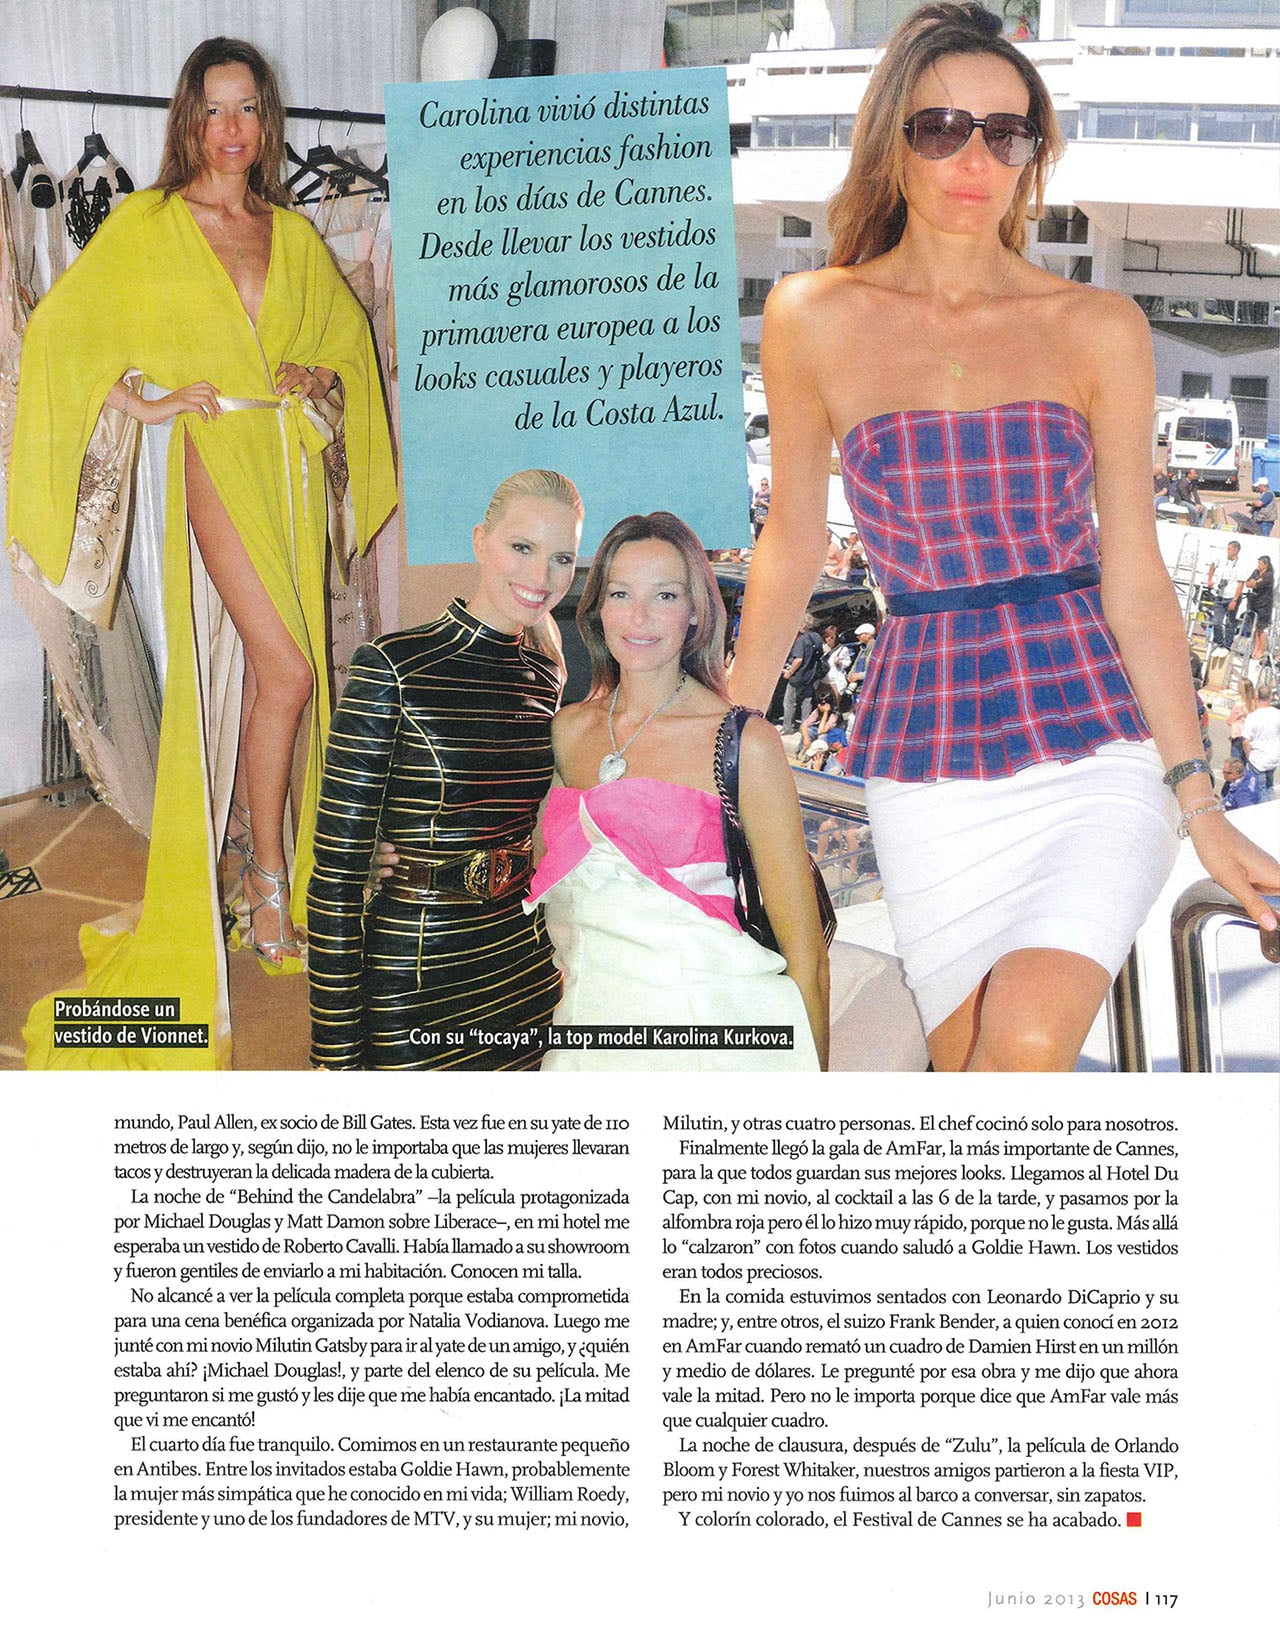 Carolina vivió distintas
experiencias fashion
en los días de Cannes.
Desde llevar los vestidos
más glamorosos de la
primavera europea a los
looks casuales y playeros
de la Costa Azul.
Probándose un
vestido de Vionnet.
Con su “tocaya”, la top model Karolina Kurkova.
mundo, Paul Allen, ex socio de Bill Gates. Esta vez fue en su yate de 110
metros de largo y, según dijo, no le importaba que las mujeres llevaran
tacos y destruyeran la delicada madera de la cubierta.
La noche de “Behind the Candelabra” –la película protagonizada
por Michael Douglas y Matt Damon sobre Liberace–, en mi hotel me
esperaba un vestido de Roberto Cavalli. Había llamado a su showroom
y fueron gentiles de enviarlo a mi habitación. Conocen mi talla.
No alcancé a ver la película completa porque estaba comprometida
para una cena benéfica organizada por Natalia Vodianova. Luego me
junté con mi novio Milutin Gatsby para ir al yate de un amigo, y ¿quién
estaba ahí? ¡Michael Douglas!, y parte del elenco de su película. Me
preguntaron si me gustó y les dije que me había encantado. ¡La mitad
que vi me encantó!
El cuarto día fue tranquilo. Comimos en un restaurante pequeño
en Antibes. Entre los invitados estaba Goldie Hawn, probablemente
la mujer más simpática que he conocido en mi vida; William Roedy,
presidente y uno de los fundadores de MTV, y su mujer; mi novio,
Milutin, y otras cuatro personas. El chef cocinó solo para nosotros.
Finalmente llegó la gala de AmFar, la más importante de Cannes,
para la que todos guardan sus mejores looks. Llegamos al Hotel Du
Cap, con mi novio, al cocktail a las 6 de la tarde, y pasamos por la
alfombra roja pero él lo hizo muy rápido, porque no le gusta. Más allá
lo “calzaron” con fotos cuando saludó a Goldie Hawn. Los vestidos
eran todos preciosos.
En la comida estuvimos sentados con Leonardo DiCaprio y su
madre; y, entre otros, el suizo Frank Bender, a quien conocí en 2012
en AmFar cuando remató un cuadro de Damien Hirst en un millón
y medio de dólares. Le pregunté por esa obra y me dijo que ahora
vale la mitad. Pero no le importa porque dice que AmFar vale más
que cualquier cuadro.
La noche de clausura, después de “Zulu”, la película de Orlando
Bloom y Forest Whitaker, nuestros amigos partieron a la fiesta VIP,
pero mi novio y yo nos fuimos al barco a conversar, sin zapatos.
Y colorín colorado, el Festival de Cannes se ha acabado.
Junio 2013 COSAS | 117